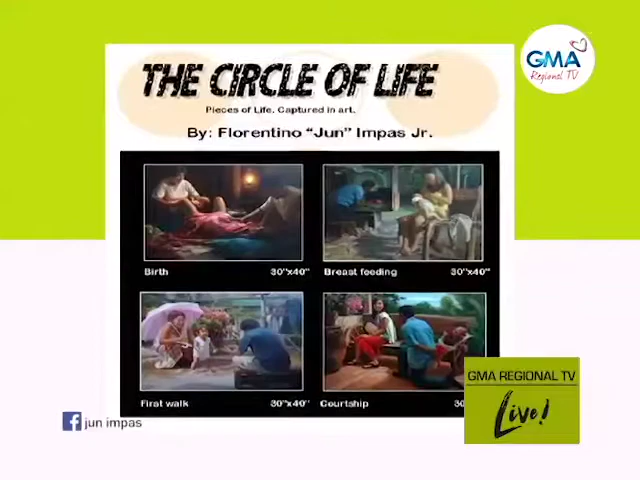 GMA
Regional TV
THE CIRCLE OF LIFE
Pieces of Life. Captured in art.
By: Florentino "Jun" Impas Jr.
Birth 30"x40"
Breast feeding 30"x40"
First walk 30"x40"
Courtship 30
GMA REGIONAL TV
Live!
jun impas